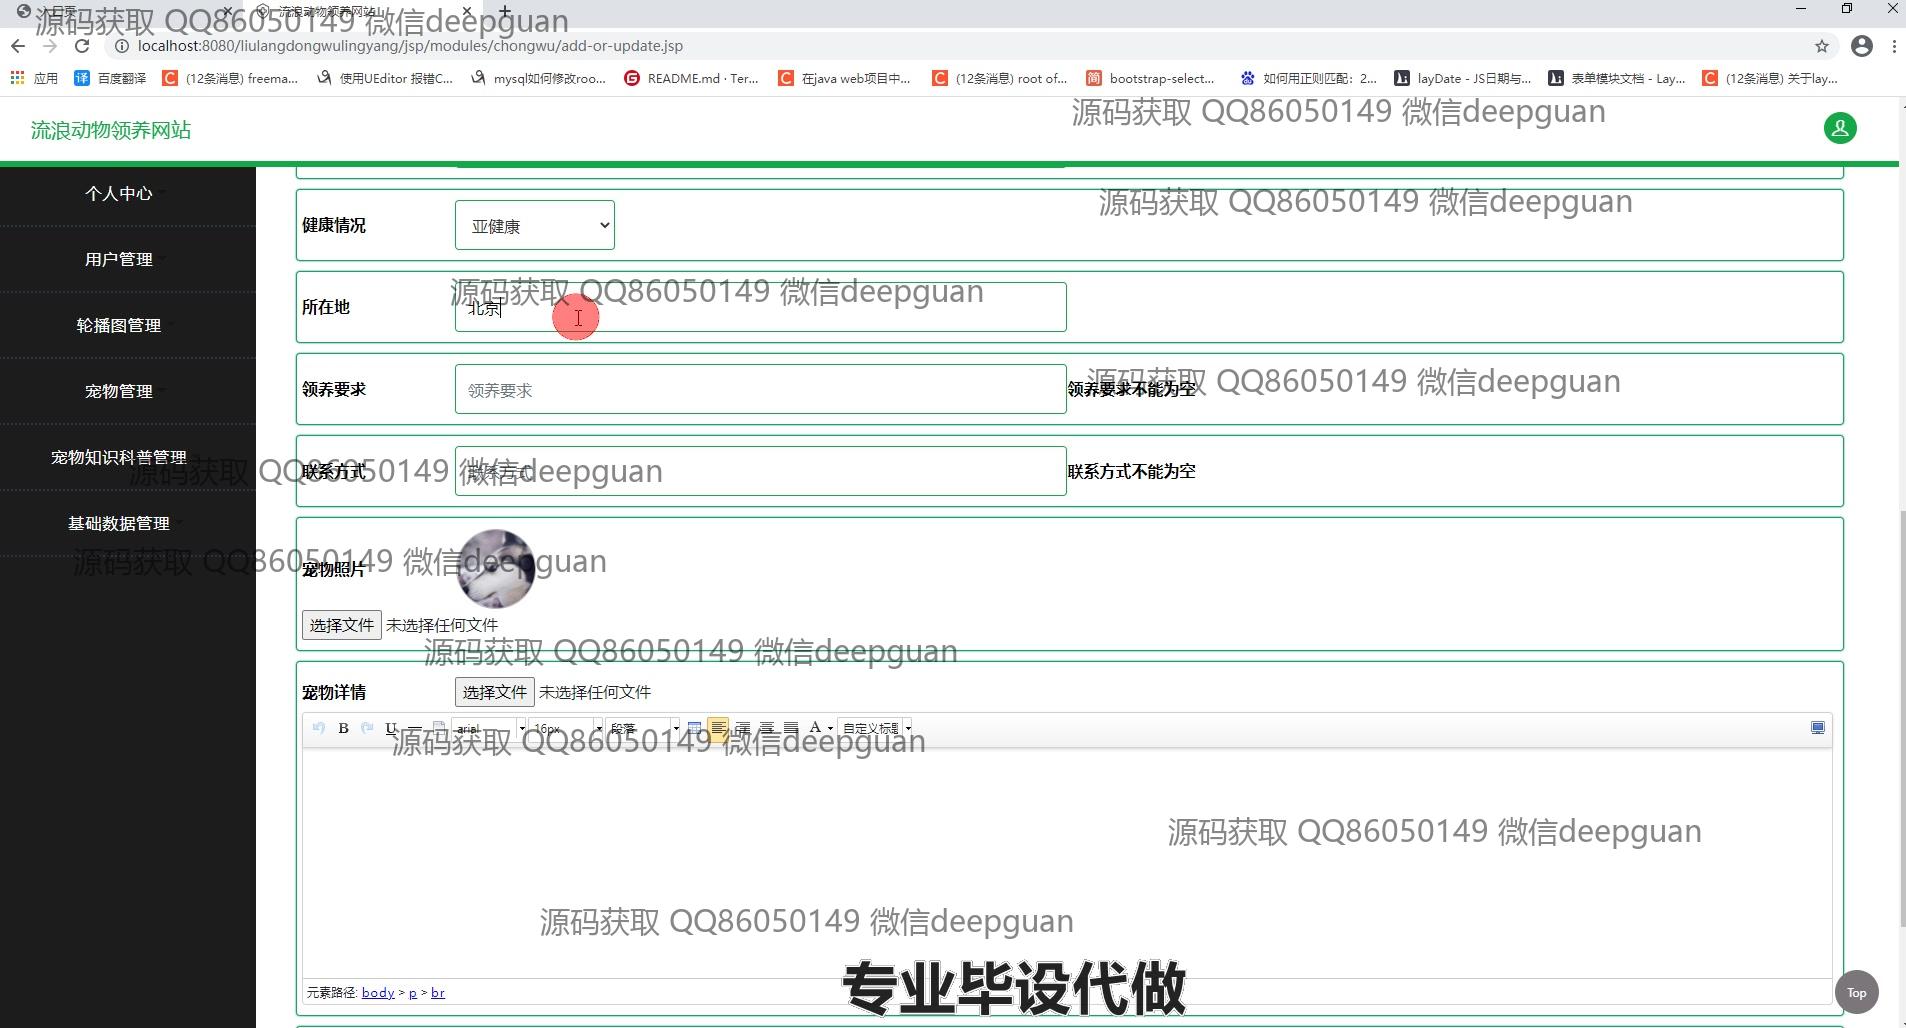 流浪动物领养网站
源码获取 QQ86050149 微信deepguan
localhost:8080/liulangdongwulingyang/jsp/modules/chongwu/add-or-update.jsp
应用
百度翻译
(12条消息) freema...
使用UEditor 报错C...
mysql如何修改roo...
README.md · Ter...
在java web项目中...
(12条消息) root of...
bootstrap-select...
如何用正则匹配：2...
layDate - JS日期与...
表单模块文档 - Lay...
(12条消息) 关于lay...
源码获取 QQ86050149 微信deepguan
流浪动物领养网站
个人中心
源码获取 QQ86050149 微信deepguan
健康情况
亚健康
用户管理
源码获取 QQ86050149 微信deepguan
所在地
北京
轮播图管理
源码获取 QQ86050149 微信deepguan
领养要求
领养要求
领养要求不能为空
宠物管理
宠物知识科普管理
源码获取 QQ86050149 微信deepguan
联系方式
联系方式
联系方式不能为空
基础数据管理
源码获取 QQ86050149 微信deepguan
宠物照片
选择文件 未选择任何文件
源码获取 QQ86050149 微信deepguan
宠物详情
选择文件 未选择任何文件
B U arial 16px 段落 A 自定义标题
源码获取 QQ86050149 微信deepguan
源码获取 QQ86050149 微信deepguan
源码获取 QQ86050149 微信deepguan
元素路径: body > p > br
专业毕设代做
Top